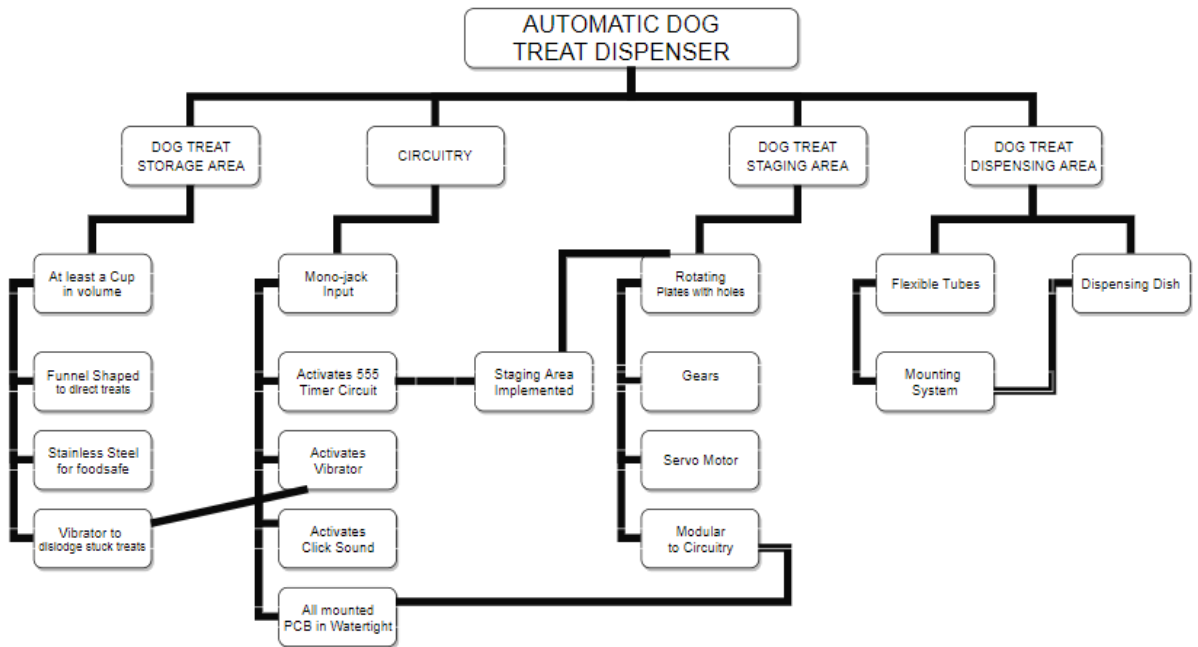 AUTOMATIC DOG
TREAT DISPENSER
DOG TREAT
STORAGE AREA
CIRCUITRY
DOG TREAT
STAGING AREA
DOG TREAT
DISPENSING AREA
At least a Cup
in volume
Mono-jack
Input
Rotating
Plates with holes
Flexible Tubes
Dispensing Dish
Funnel Shaped
to direct treats
Activates 555
Timer Circuit
Staging Area
Implemented
Gears
Mounting
System
Stainless Steel
for foodsafe
Activates
Vibrator
Servo Motor
Vibrator to
dislodge stuck treats
Activates
Click Sound
Modular
to Circuitry
All mounted
PCB in Watertight